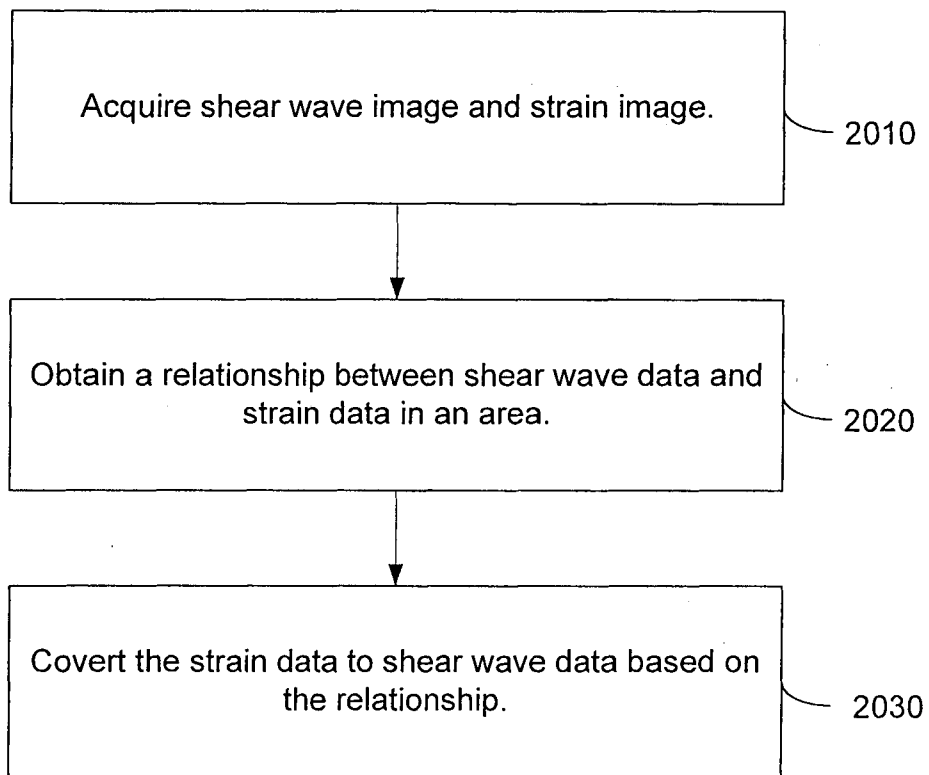 Acquire shear wave image and strain image.
2010
Obtain a relationship between shear wave data and
strain data in an area.
2020
Covert the strain data to shear wave data based on
the relationship.
2030